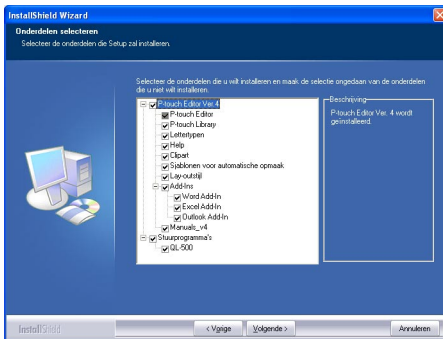 InstallShield Wizard
Onderdelen selecteren
Selecteer de onderdelen die Setup zal installeren.
Selecteer de onderdelen die u wilt installeren en maak de selectie ongedaan van de onderdelen
die u niet wilt installeren.
P-touch Editor Ver.4
P-touch Editor
P-touch Library
Lettertypen
Help
Clipart
Sjablonen voor automatische opmaak
Lay-outstijl
Add-Ins
Word Add-In
Excel Add-In
Outlook Add-In
Manuals_v4
Stuurprogramma's
QL-500
Beschrijving
P-touch Editor Ver. 4 wordt
geïnstalleerd.
InstallShield
< Vorige
Volgende >
Annuleren